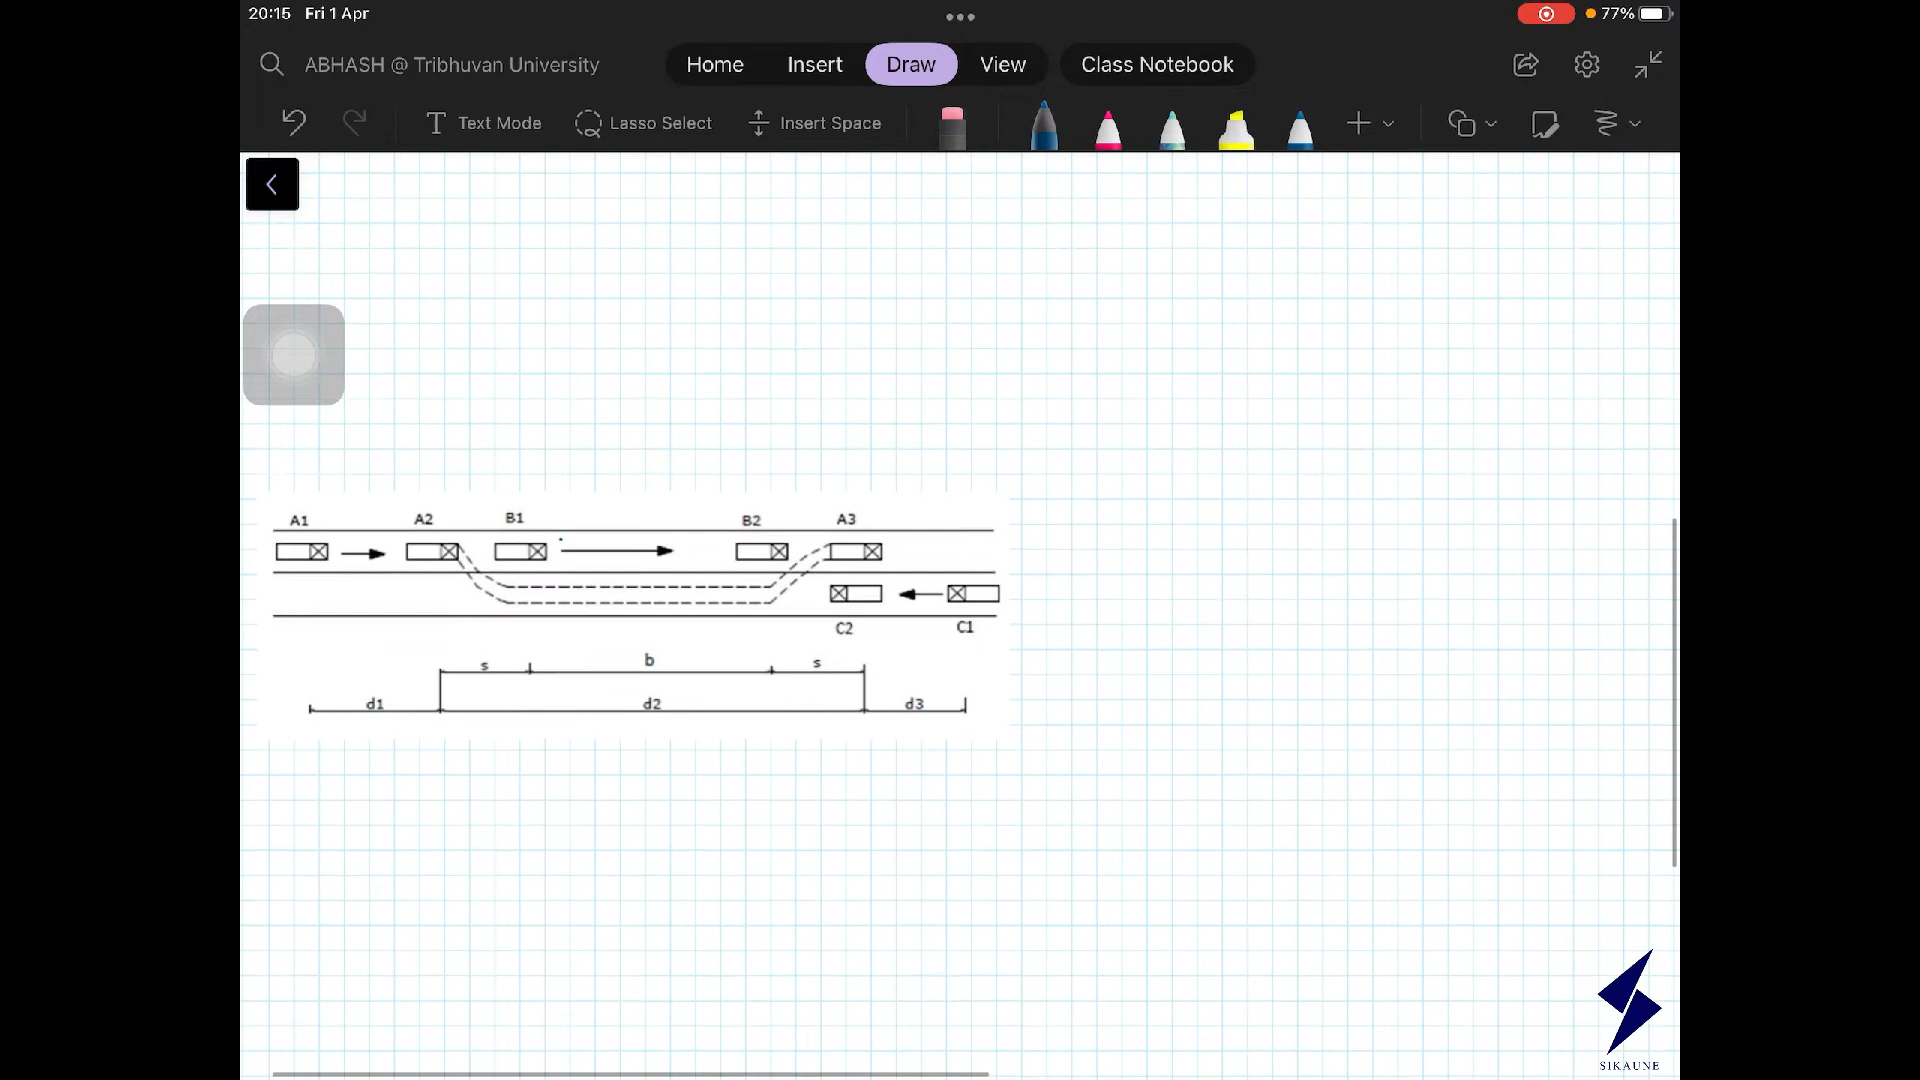 20:15 Fri 1 Apr
77%
ABHASH @ Tribhuvan University
Home Insert Draw View Class Notebook
Text Mode Lasso Select Insert Space
A1 A2 B1 B2 A3
C2 C1
s b s
d1 d2 d3
SIKAUNE